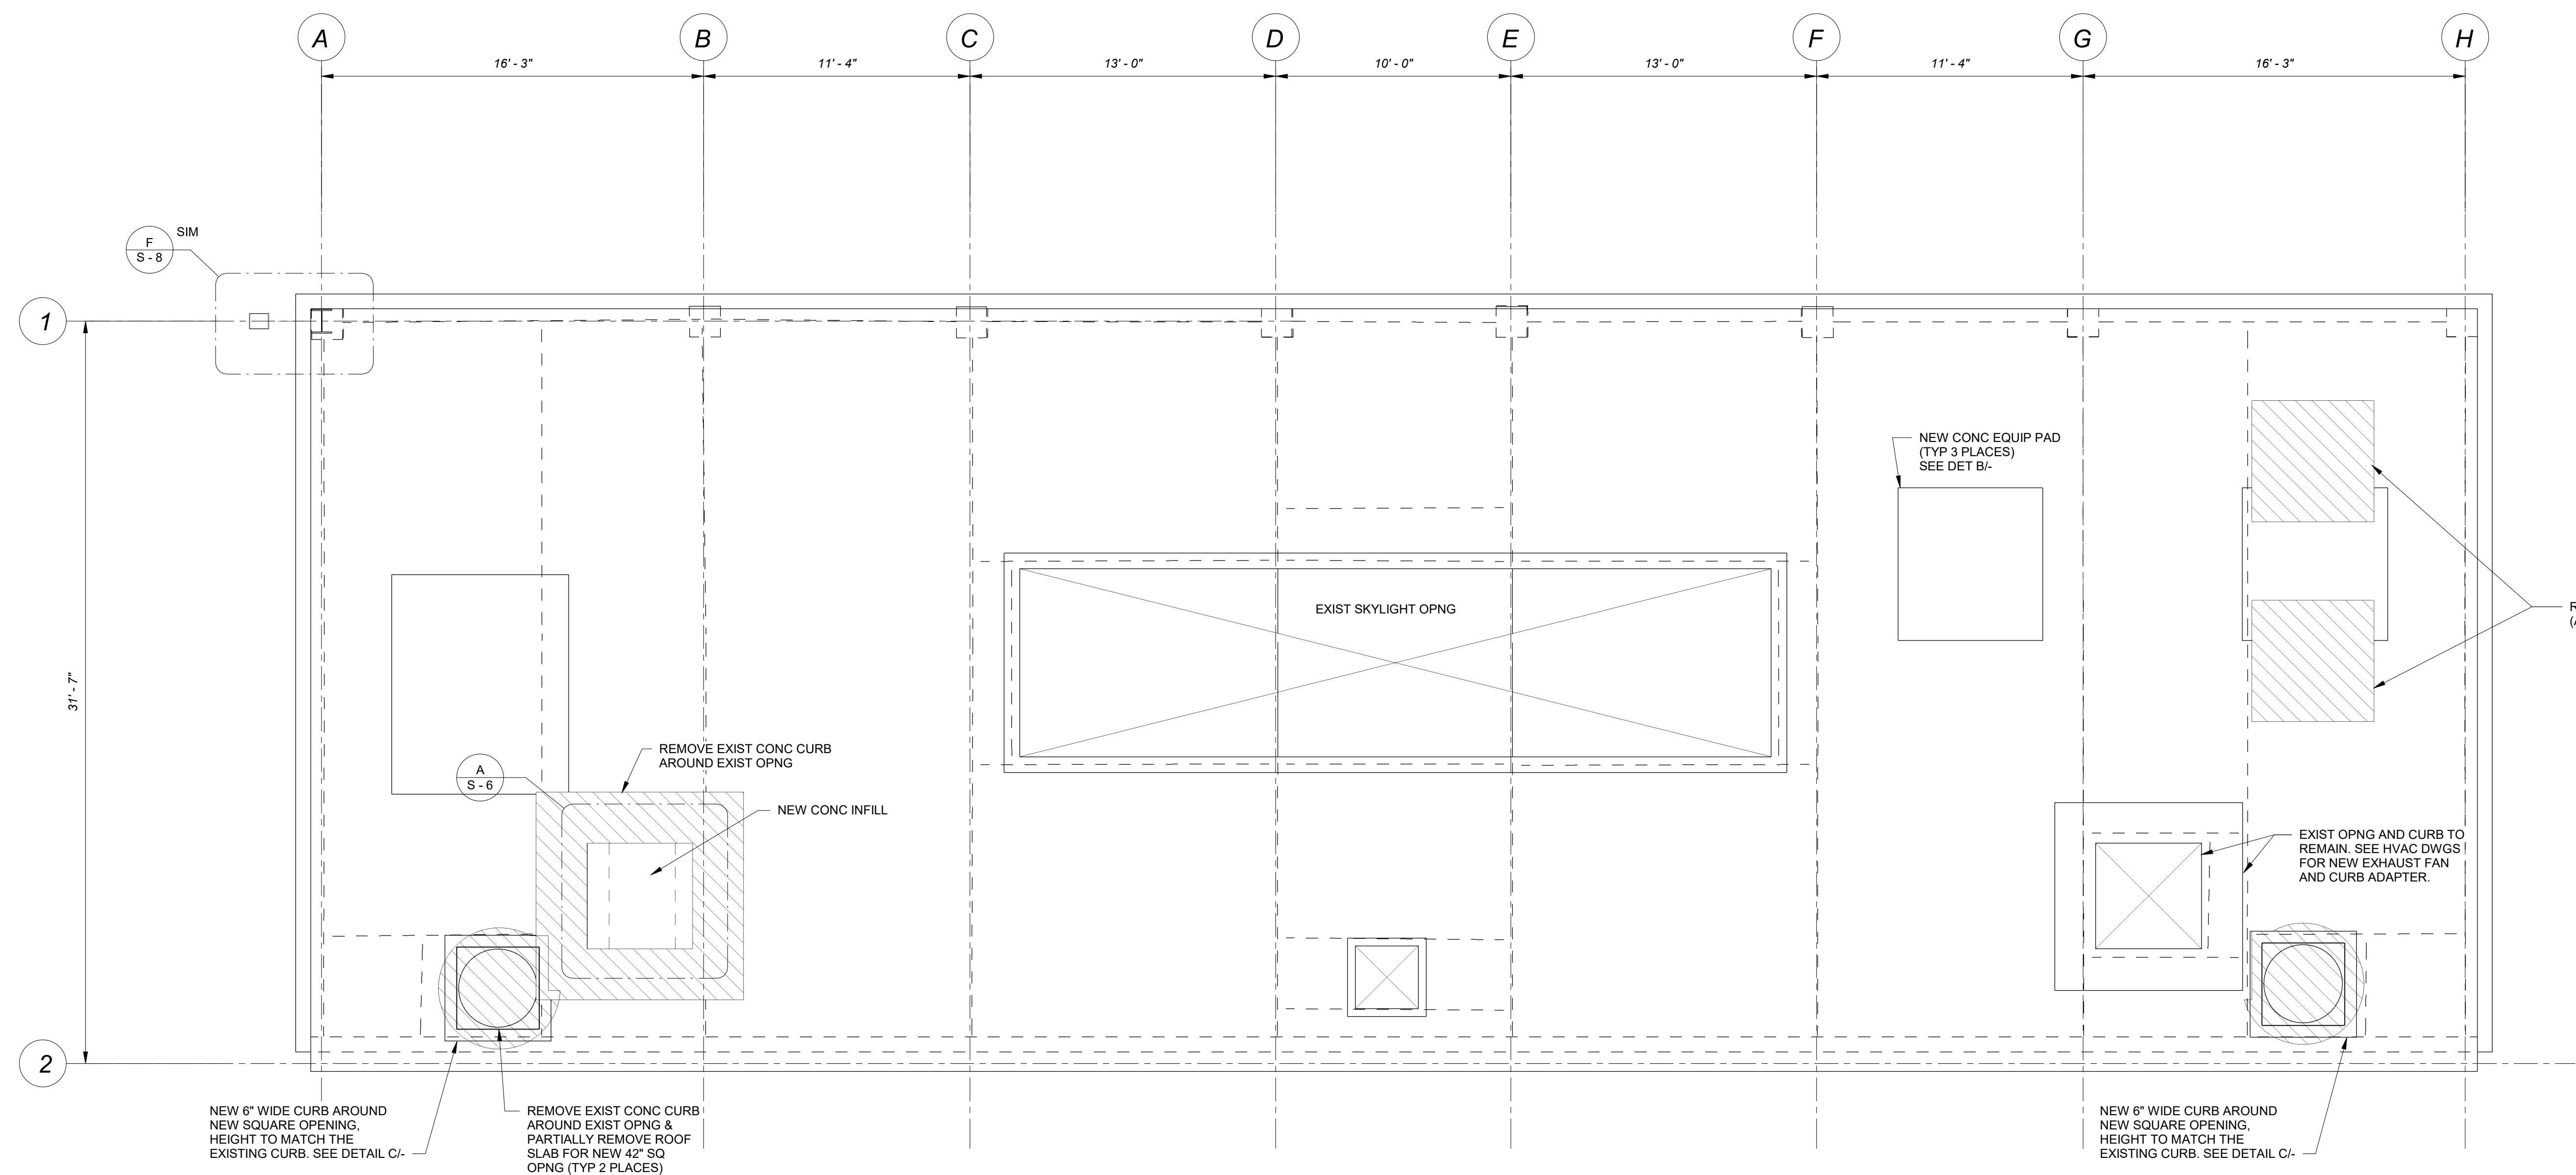 A
B
C
D
E
F
G
H
16' - 3"
11' - 4"
13' - 0"
10' - 0"
13' - 0"
11' - 4"
16' - 3"
F
S - 8
SIM
1
NEW CONC EQUIP PAD
(TYP 3 PLACES)
SEE DET B/-
EXIST SKYLIGHT OPNG
31' - 7"
REMOVE EXIST CONC CURB
AROUND EXIST OPNG
A
S - 6
NEW CONC INFILL
EXIST OPNG AND CURB TO
REMAIN. SEE HVAC DWGS
FOR NEW EXHAUST FAN
AND CURB ADAPTER.
2
NEW 6" WIDE CURB AROUND
NEW SQUARE OPENING,
HEIGHT TO MATCH THE
EXISTING CURB. SEE DETAIL C/-
REMOVE EXIST CONC CURB
AROUND EXIST OPNG &
PARTIALLY REMOVE ROOF
SLAB FOR NEW 42" SQ
OPNG (TYP 2 PLACES)
NEW 6" WIDE CURB AROUND
NEW SQUARE OPENING,
HEIGHT TO MATCH THE
EXISTING CURB. SEE DETAIL C/-